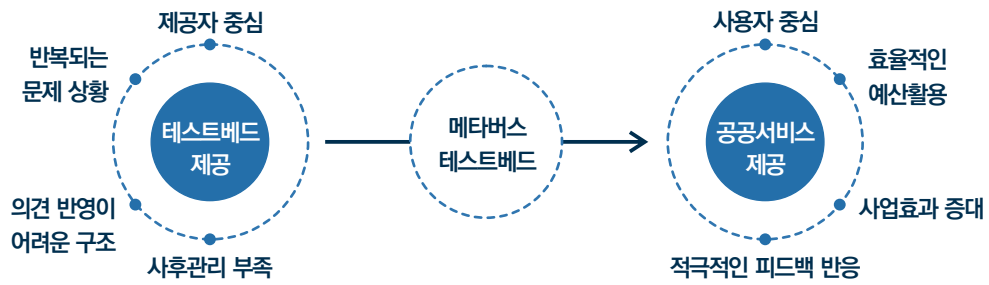 제공자 중심
반복되는
문제 상황
테스트베드
제공
의견 반영이
어려운 구조
사후관리 부족
메타버스
테스트베드
사용자 중심
효율적인
예산활용
공공서비스
제공
사업효과 증대
적극적인 피드백 반응